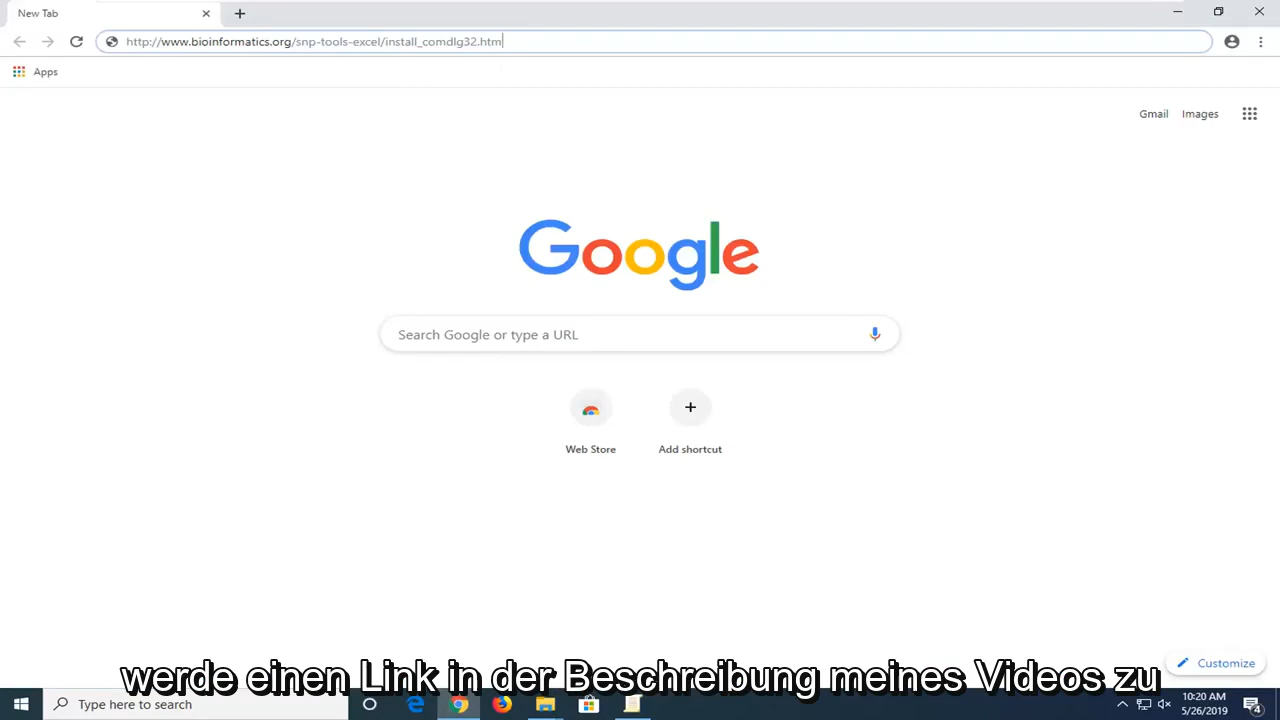 New Tab
http://www.bioinformatics.org/snp-tools-excel/install_comdlg32.htm
Apps
Gmail Images
Google
Search Google or type a URL
Web Store Add shortcut
Customize
werde einen Link in der Beschreibung meines Videos zu
Type here to search
10:20 AM
5/26/2019
4